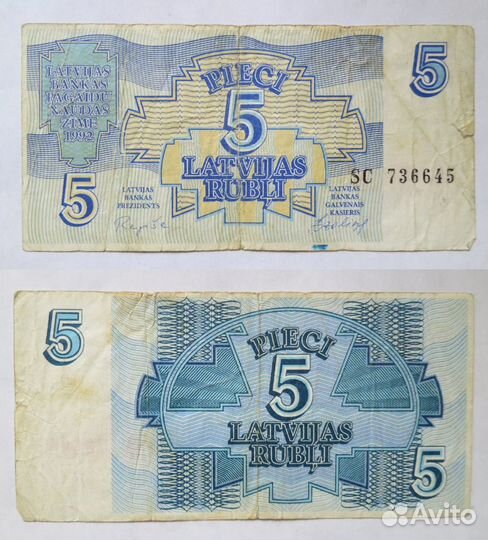 LATVIJAS
BANKAS
PAGAIDU
NAUDAS
ZĪME
1992
PIECI
5
LATVIJAS
RUBĻI
5
5
SC 736645
LATVIJAS
BANKAS
PREZIDENTS
LATVIJAS
BANKAS
GALVENAIS
KASIERIS
Repše
5
PIECI
5
LATVIJAS
RUBĻI
5
Avito